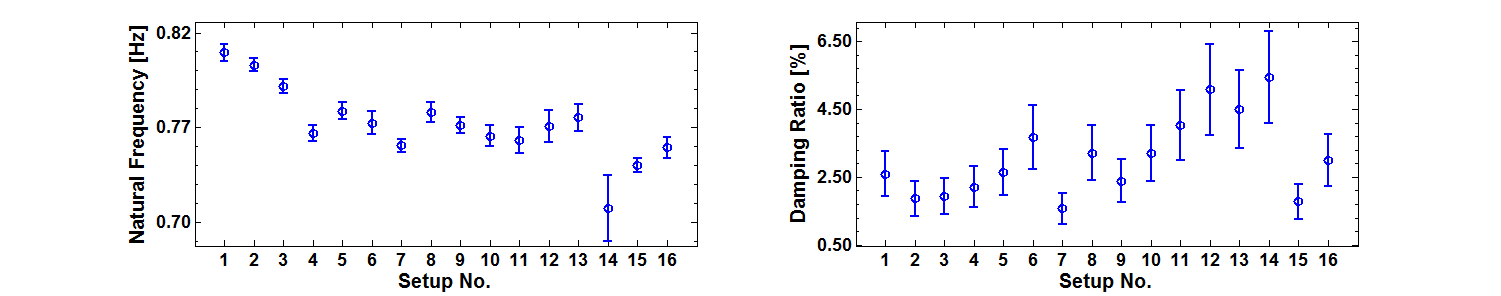 Natural Frequency [Hz]
0.82
0.77
0.70
1 2 3 4 5 6 7 8 9 10 11 12 13 14 15 16
Setup No.
Damping Ratio [%]
6.50
4.50
2.50
0.50
1 2 3 4 5 6 7 8 9 10 11 12 13 14 15 16
Setup No.